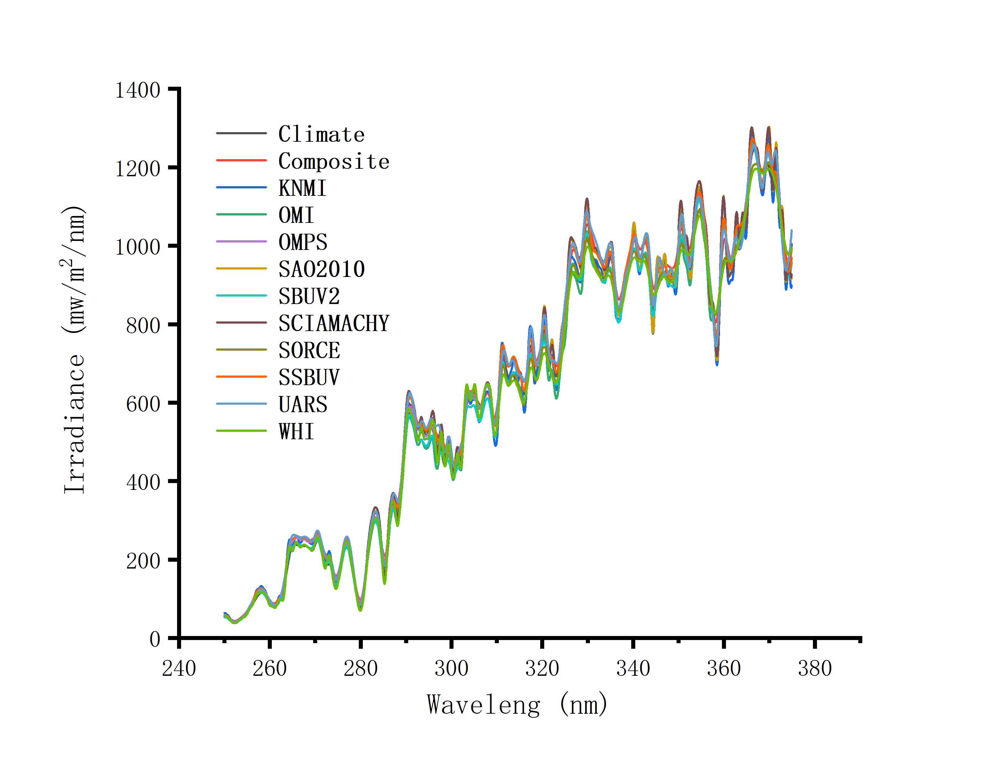 1400
1200
1000
800
600
400
200
0
Irradiance (mw/m²/nm)
Climate
Composite
KNMI
OMI
OMPS
SAO2010
SBUV2
SCIAMACHY
SORCE
SSBUV
UARS
WHI
240 260 280 300 320 340 360 380
Waveleng (nm)